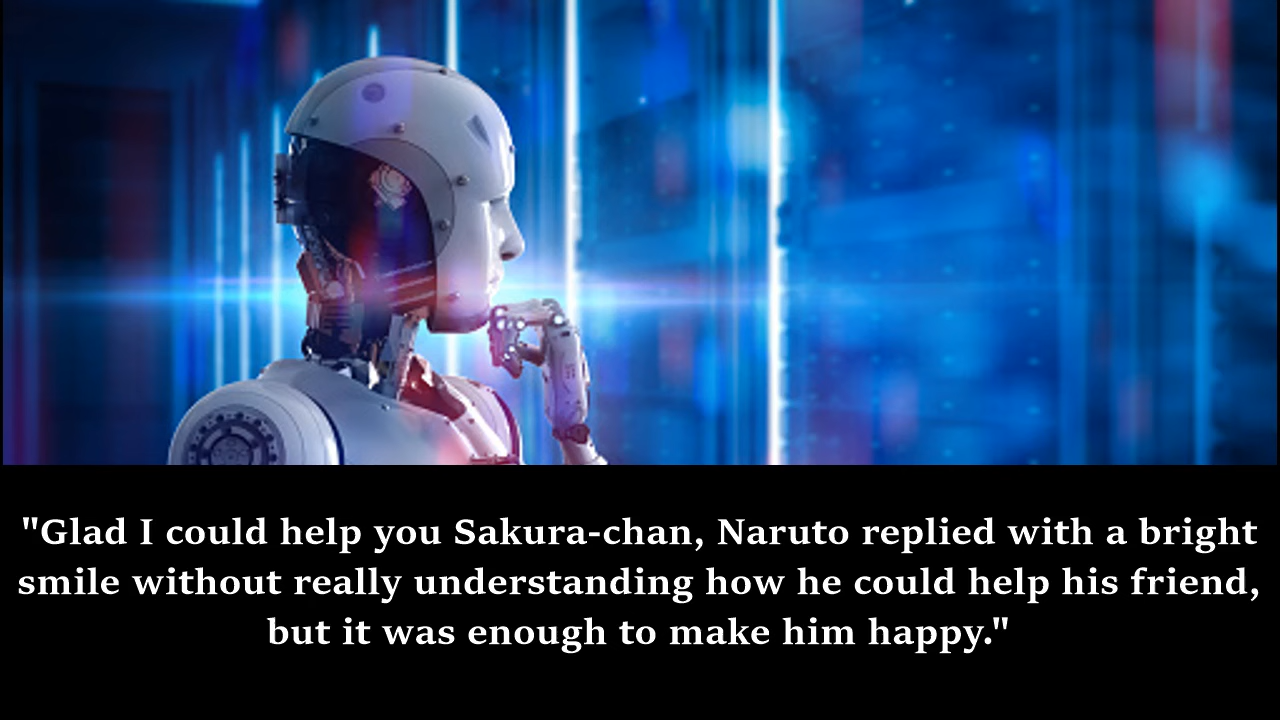 "Glad I could help you Sakura-chan, Naruto replied with a bright
smile without really understanding how he could help his friend,
but it was enough to make him happy."